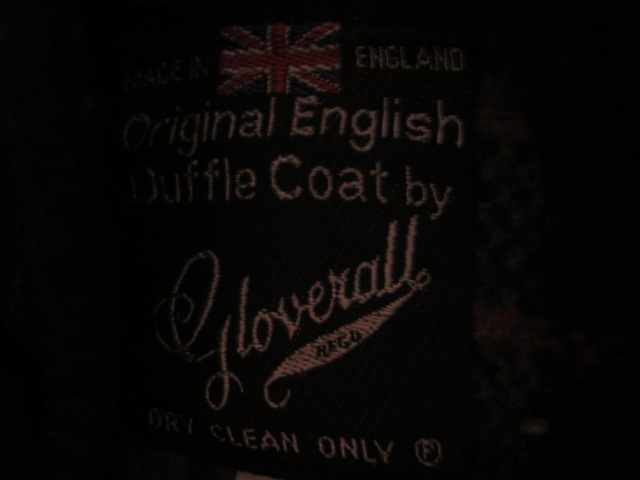 MADE IN ENGLAND
Original English
Duffle Coat by
Gloverall
REGD
DRY CLEAN ONLY Ⓕ